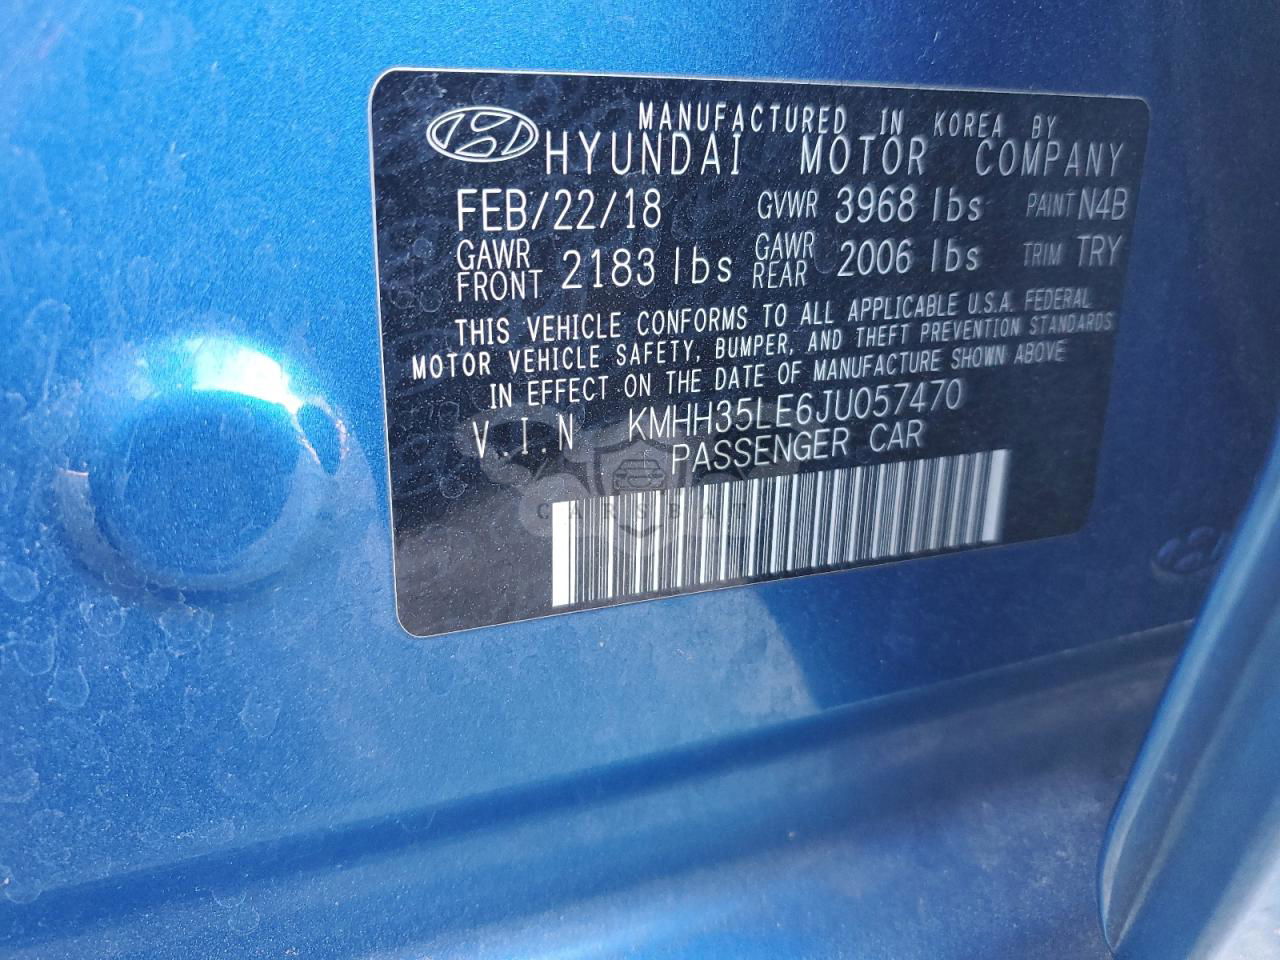 MANUFACTURED IN KOREA BY
HYUNDAI MOTOR COMPANY
FEB/22/18 GVWR 3968 lbs PAINT N4B
GAWR FRONT 2183 lbs GAWR REAR 2006 lbs TRIM TRY
THIS VEHICLE CONFORMS TO ALL APPLICABLE U.S.A. FEDERAL
MOTOR VEHICLE SAFETY, BUMPER, AND THEFT PREVENTION STANDARDS
IN EFFECT ON THE DATE OF MANUFACTURE SHOWN ABOVE
V.I.N KMHH35LE6JU057470
PASSENGER CAR
CARSBAT